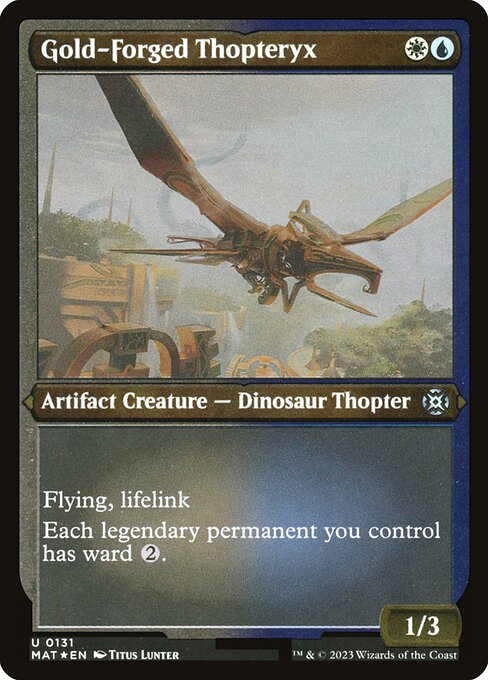 Gold-Forged Thopteryx
Artifact Creature — Dinosaur Thopter
Flying, lifelink
Each legendary permanent you control
has ward 2.
1/3
U 0131
MAT★EN Titus Lunter
™ & © 2023 Wizards of the Coast